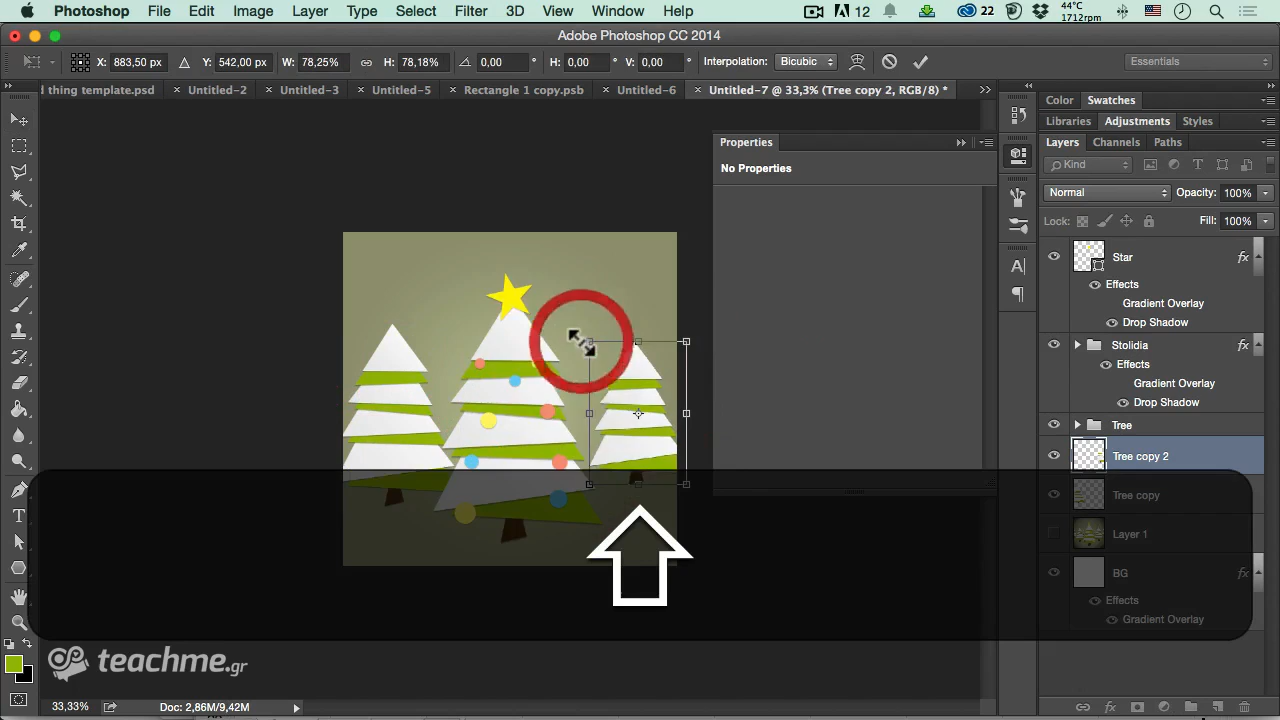 Photoshop File Edit Image Layer Type Select Filter 3D View Window Help 12 22 44°C 1712rpm
Adobe Photoshop CC 2014
X: 883,50 px Y: 542,00 px W: 78,25% H: 78,18% 0,00 ° H: 0,00 ° V: 0,00 ° Interpolation: Bicubic Essentials
d thing template.psd × Untitled-2 × Untitled-3 × Untitled-5 × Rectangle 1 copy.psb × Untitled-6 × Untitled-7 @ 33,3% (Tree copy 2, RGB/8) *
Color Swatches
Libraries Adjustments Styles
Properties
No Properties
Layers Channels Paths
Kind
Normal Opacity: 100%
Lock: Fill: 100%
Star fx
Effects
Gradient Overlay
Drop Shadow
Stolidia fx
Effects
Gradient Overlay
Drop Shadow
Tree
Tree copy 2
Tree copy
Layer 1
BG fx
Effects
Gradient Overlay
teachme.gr
33,33% Doc: 2,86M/9,42M